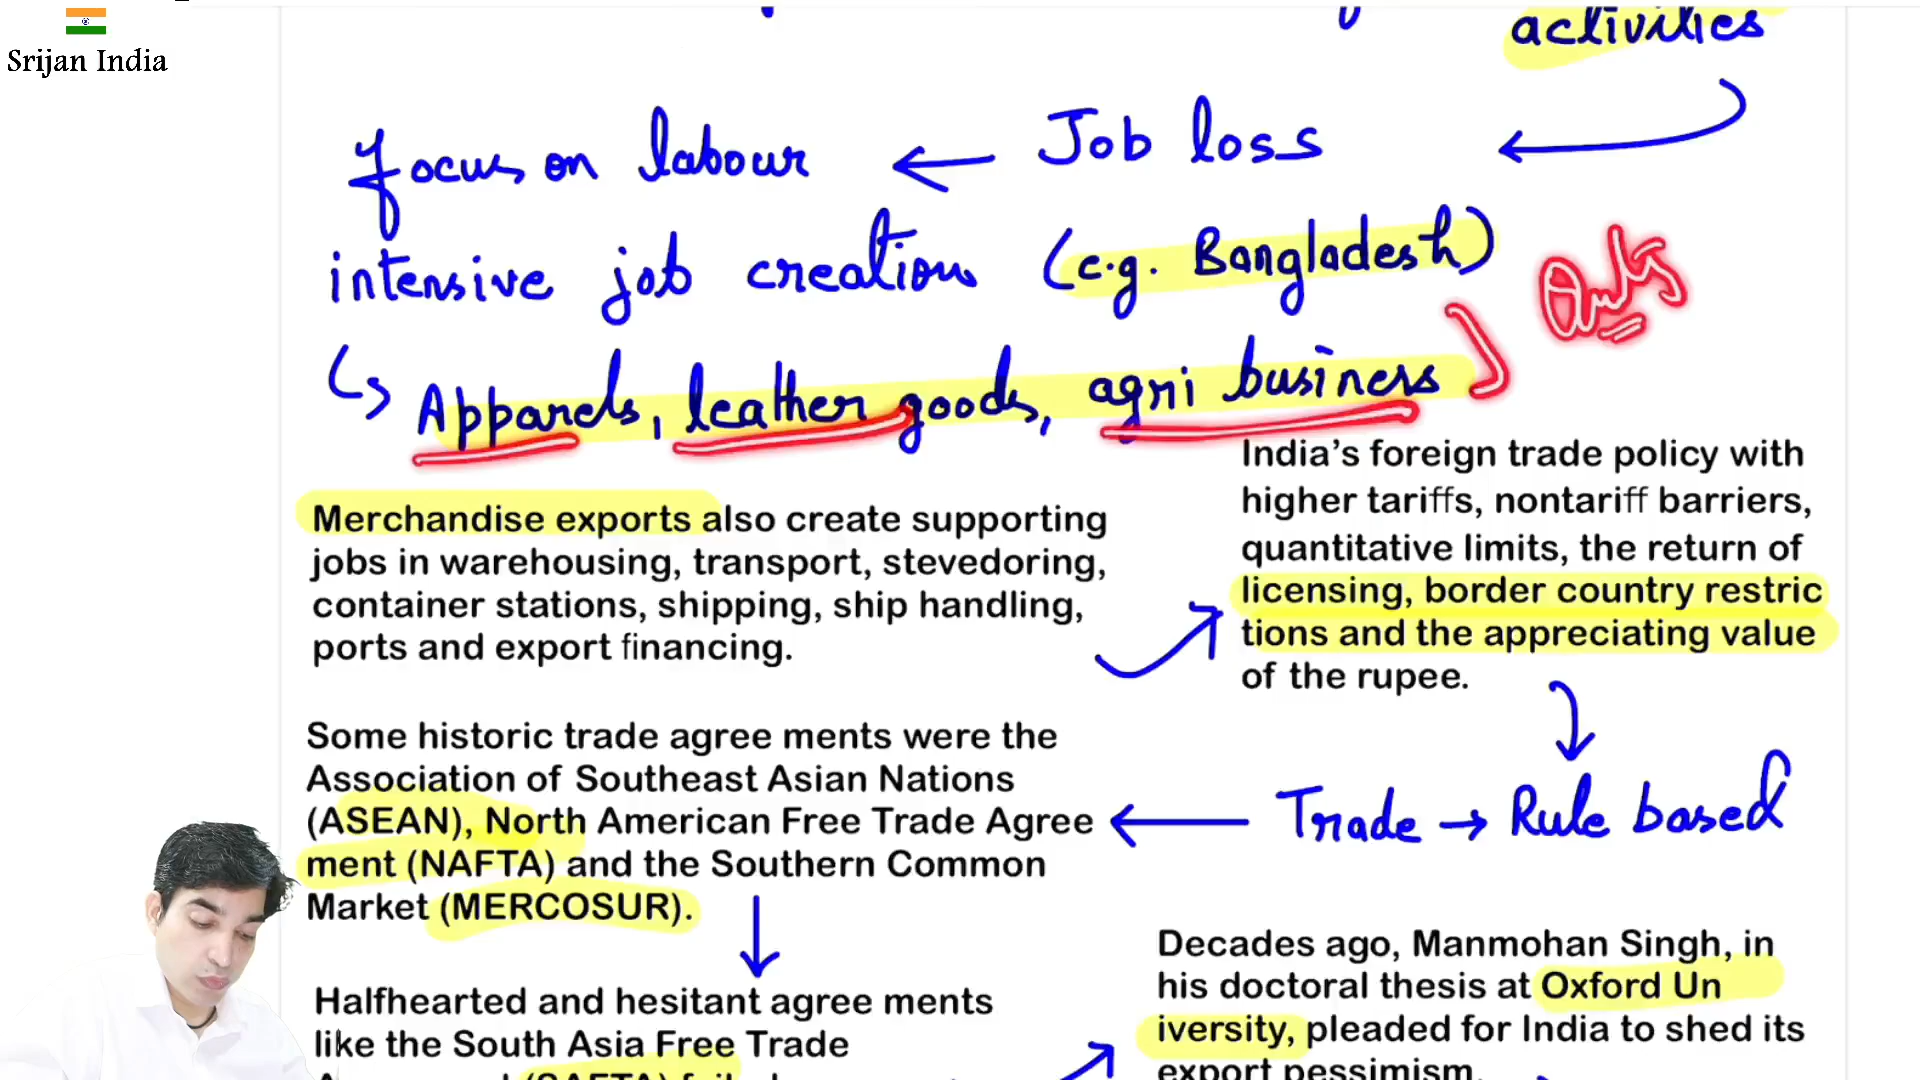 Srijan India
activities
focus on labour ← Job loss ←
intensive job creation (e.g. Bangladesh)
↳ Apparels, leather goods, agri business
Merchandise exports also create supporting
jobs in warehousing, transport, stevedoring,
container stations, shipping, ship handling,
ports and export financing.
India's foreign trade policy with
higher tariffs, nontariff barriers,
quantitative limits, the return of
licensing, border country restric
tions and the appreciating value
of the rupee.
Trade → Rule based
Some historic trade agree ments were the
Association of Southeast Asian Nations
(ASEAN), North American Free Trade Agree
ment (NAFTA) and the Southern Common
Market (MERCOSUR).
Halfhearted and hesitant agree ments
like the South Asia Free Trade
(SAFTA) failed
Decades ago, Manmohan Singh, in
his doctoral thesis at Oxford Un
iversity, pleaded for India to shed its
export pessimism.